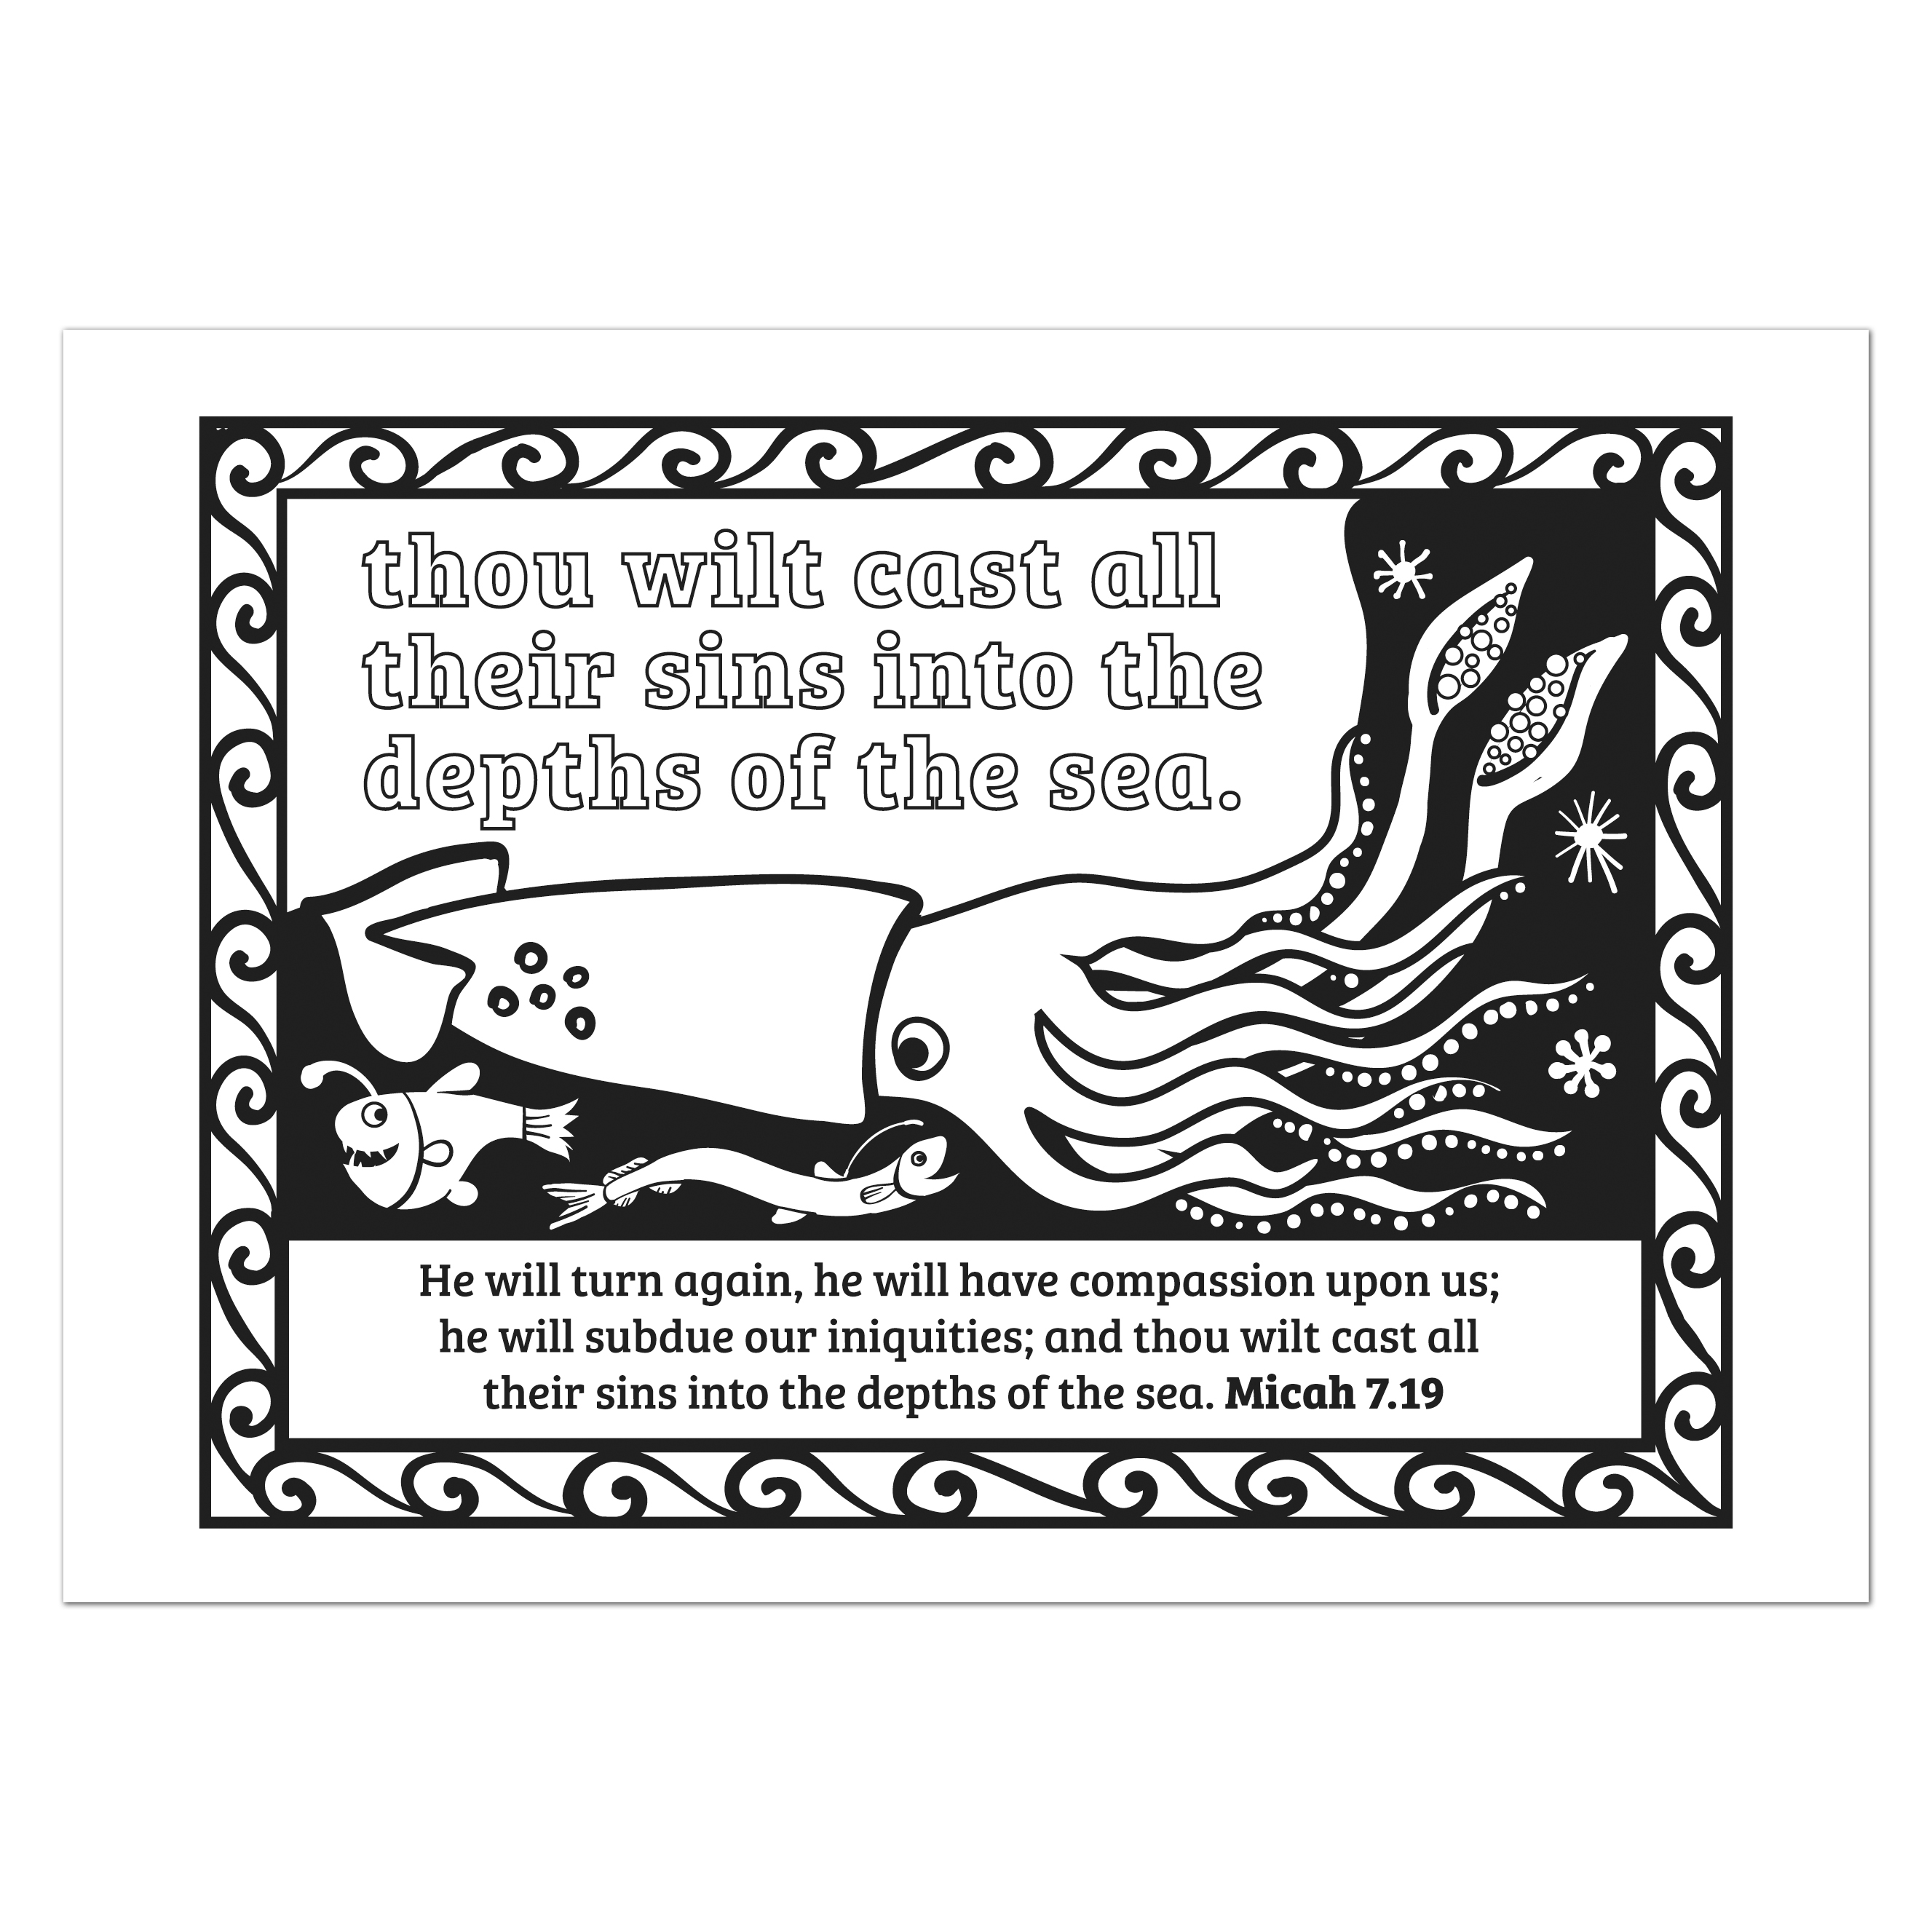 thou wilt cast all
their sins into the
depths of the sea.
He will turn again, he will have compassion upon us;
he will subdue our iniquities; and thou wilt cast all
their sins into the depths of the sea. Micah 7.19